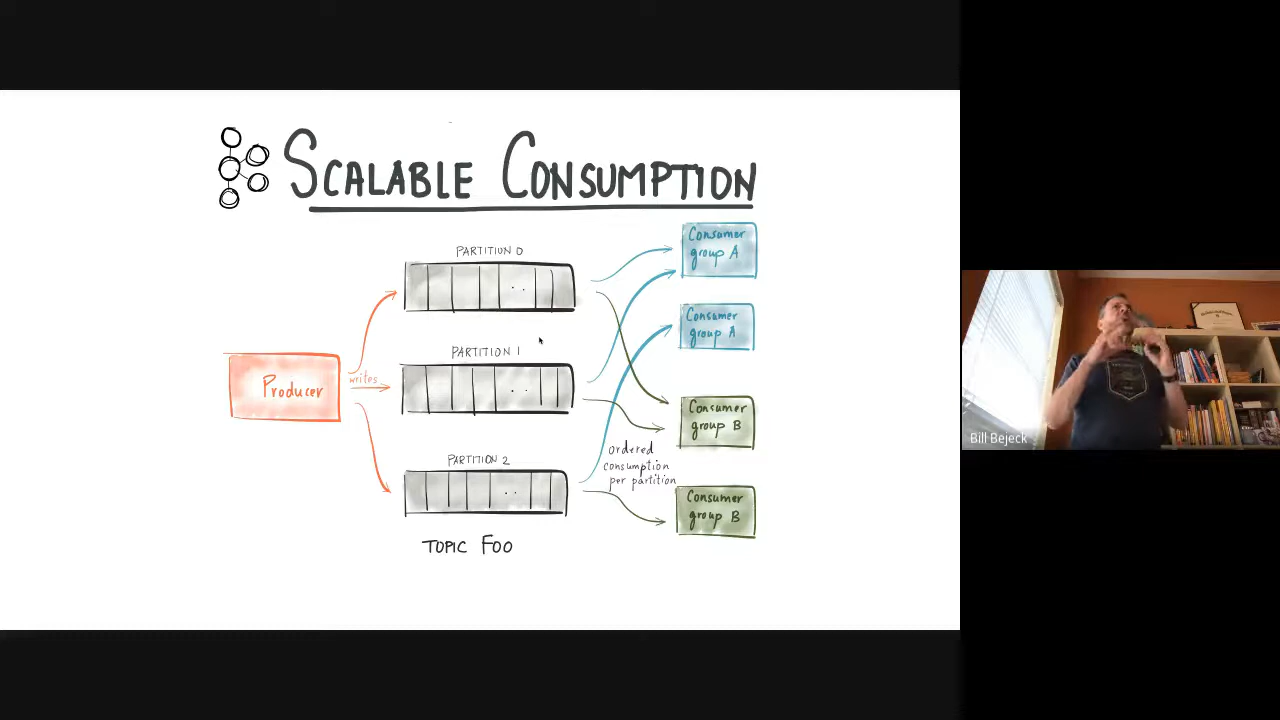 SCALABLE CONSUMPTION
PARTITION 0
PARTITION 1
PARTITION 2
TOPIC FOO
Producer
writes
Consumer
group A
Consumer
group A
Consumer
group B
Consumer
group B
ordered
consumption
per partition
Bill Bejeck